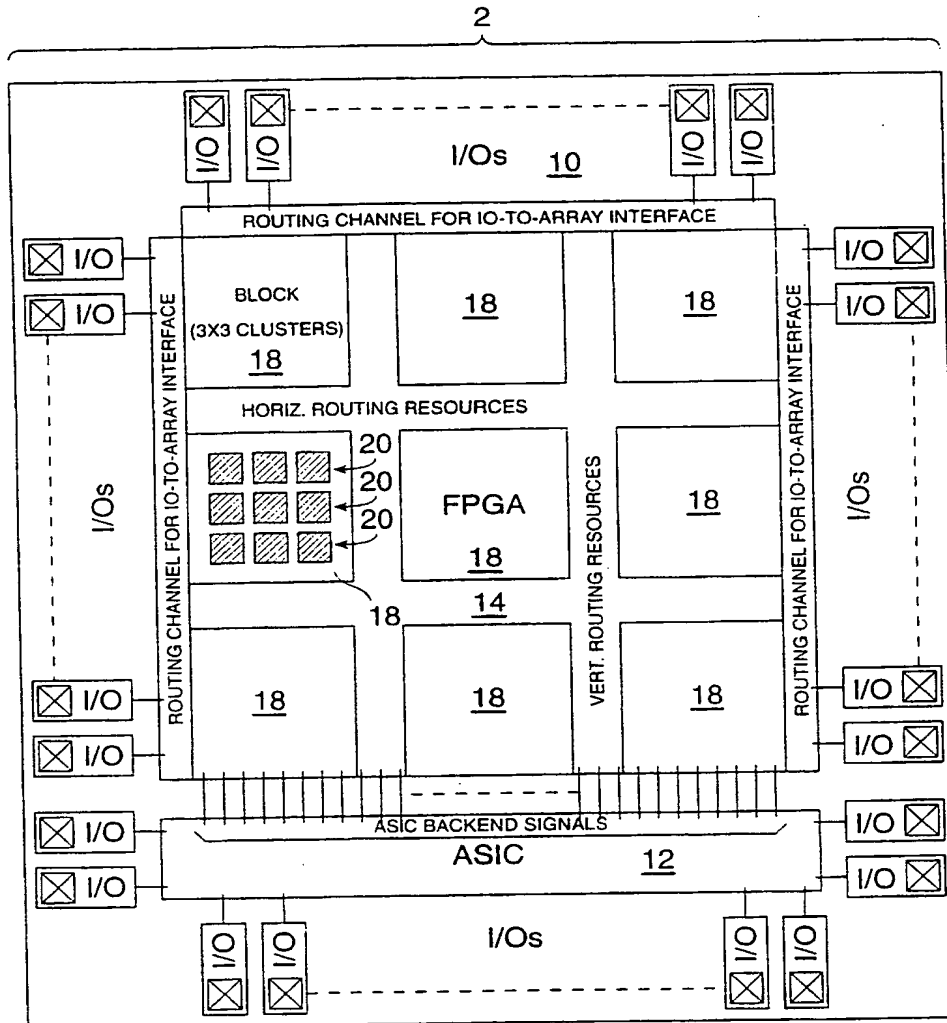 2
I/O I/O I/O I/O
I/Os 10
ROUTING CHANNEL FOR IO-TO-ARRAY INTERFACE
I/O
I/O
I/Os
I/O
I/O
ROUTING CHANNEL FOR IO-TO-ARRAY INTERFACE
BLOCK
(3X3 CLUSTERS)
18
18
18
HORIZ. ROUTING RESOURCES
20
20
20
18
FPGA
18
14
VERT. ROUTING RESOURCES
18
18
18
18
ROUTING CHANNEL FOR IO-TO-ARRAY INTERFACE
I/O
I/O
I/Os
I/O
I/O
ASIC BACKEND SIGNALS
ASIC 12
I/O
I/O
I/O
I/O
I/O I/O I/O I/O
I/Os